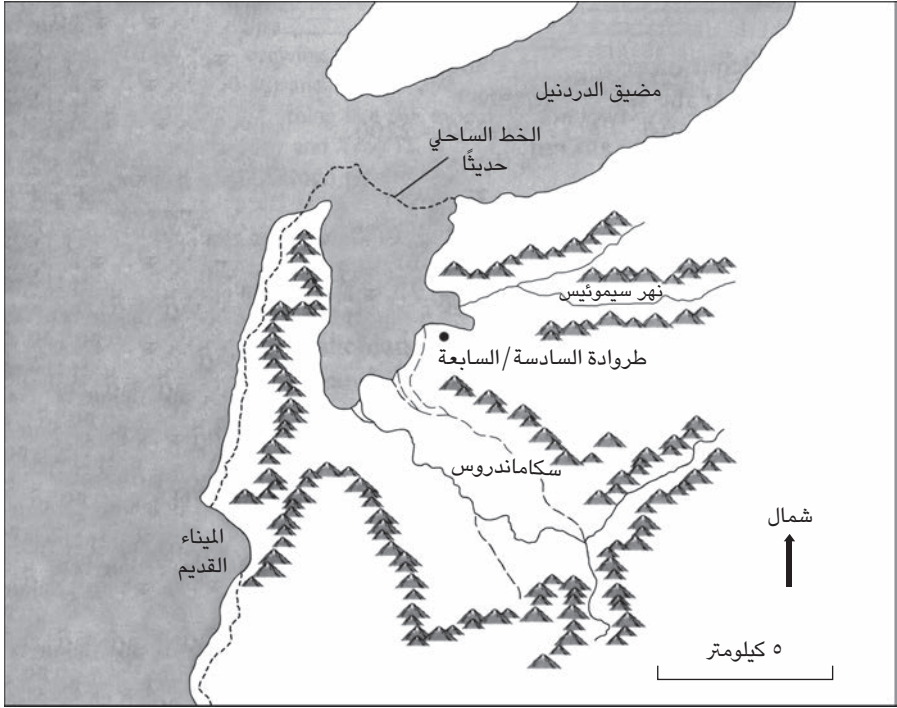 مضيق الدردنيل
الخط الساحلي
حديثًا
نهر سيموئيس
طروادة السادسة/السابعة
سكاماندروس
شمال
الميناء
القديم
٥ كيلومتر